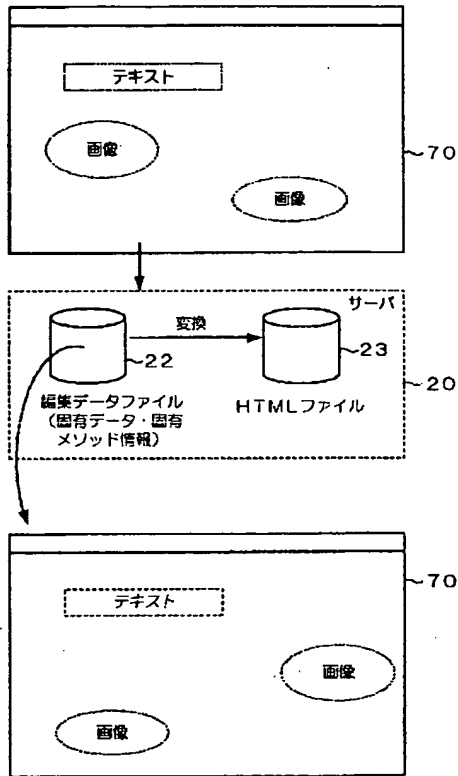 テキスト
画像
画像
~70
サーバ
変換
~22
~23
~20
編集データファイル
(固有データ・固有
メソッド情報)
HTMLファイル
~70
テキスト
画像
画像